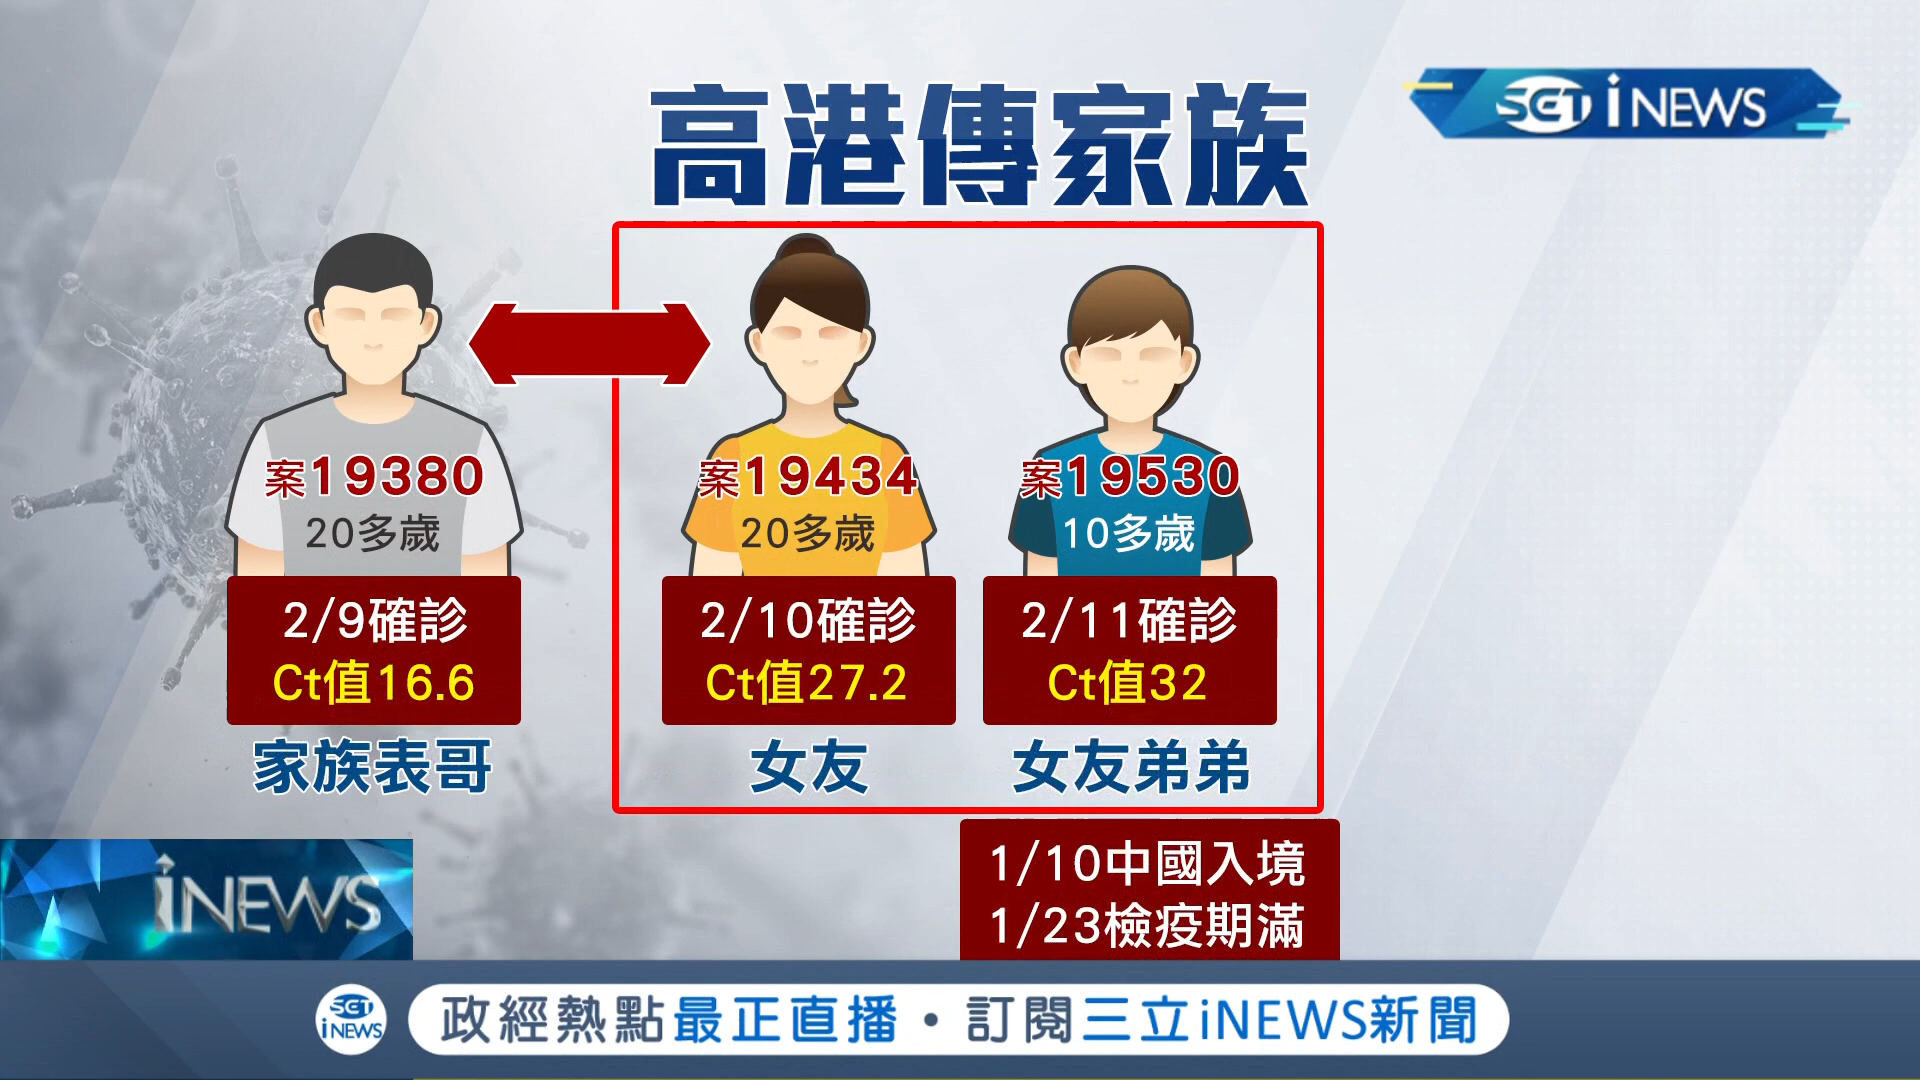 高港傳家族
SET iNEWS
案19380
20多歲
2/9確診
Ct值16.6
家族表哥
案19434
20多歲
2/10確診
Ct值27.2
女友
案19530
10多歲
2/11確診
Ct值32
女友弟弟
1/10中國入境
1/23檢疫期滿
iNEWS
SET iNEWS
政經熱點最正直播・訂閱三立iNEWS新聞